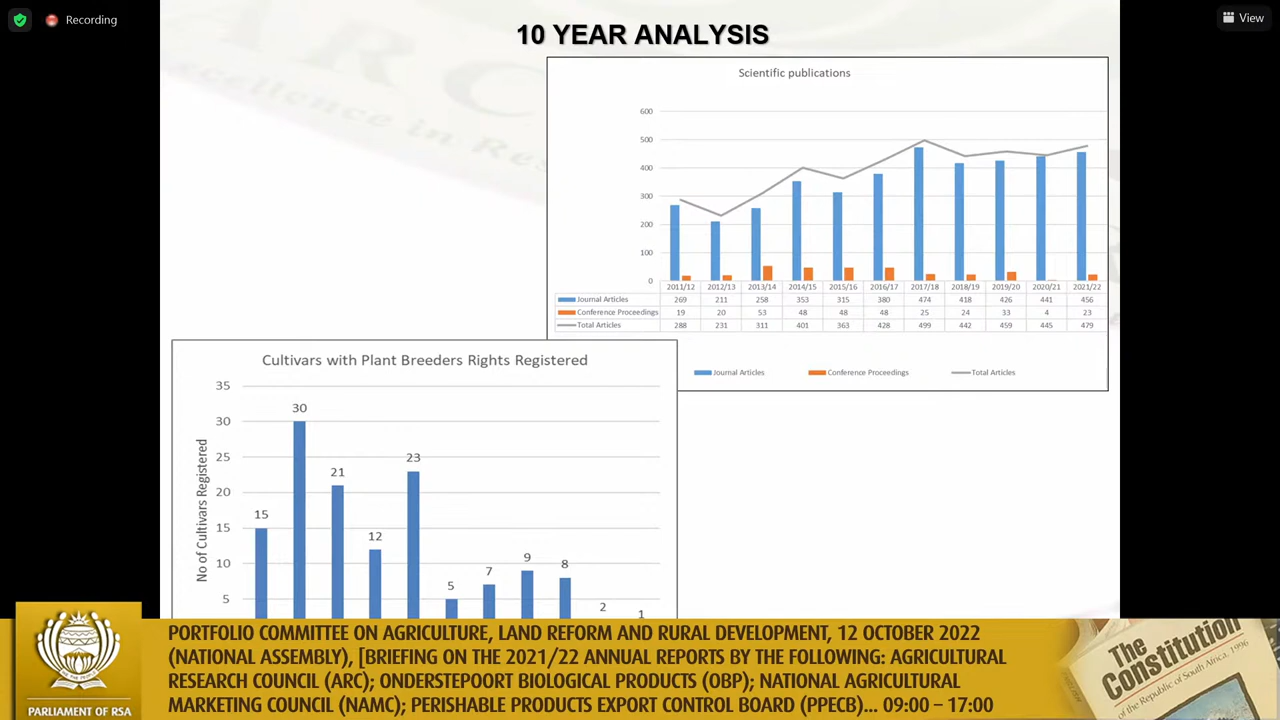 Recording
View
10 YEAR ANALYSIS
Scientific publications
600
500
400
300
200
100
0
2011/12 2012/13 2013/14 2014/15 2015/16 2016/17 2017/18 2018/19 2019/20 2020/21 2021/22
Journal Articles 269 211 258 353 315 380 474 418 426 441 456
Conference Proceedings 19 20 53 48 48 48 25 24 33 4 23
Total Articles 288 231 311 401 363 428 499 442 459 445 479
Journal Articles Conference Proceedings Total Articles
Cultivars with Plant Breeders Rights Registered
No of Cultivars Registered
35
30
25
20
15
10
5
15 30 21 12 23 5 7 9 8 2 1
PORTFOLIO COMMITTEE ON AGRICULTURE, LAND REFORM AND RURAL DEVELOPMENT, 12 OCTOBER 2022
(NATIONAL ASSEMBLY), [BRIEFING ON THE 2021/22 ANNUAL REPORTS BY THE FOLLOWING: AGRICULTURAL
RESEARCH COUNCIL (ARC); ONDERSTEPOORT BIOLOGICAL PRODUCTS (OBP); NATIONAL AGRICULTURAL
MARKETING COUNCIL (NAMC); PERISHABLE PRODUCTS EXPORT CONTROL BOARD (PPECB)... 09:00 – 17:00
PARLIAMENT OF RSA
The
Constitution
of the Republic of South Africa, 1996